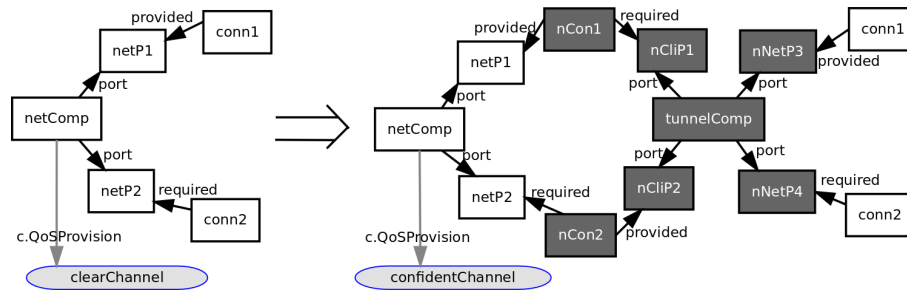 provided
conn1
netP1
port
netComp
port
netP2
required
conn2
c.QoSProvision
clearChannel
nCon1
required
provided
nCliP1
netP1
port
netComp
port
netP2
required
nCon2
provided
c.QoSProvision
confidentChannel
conn1
nNetP3
provided
port
port
tunnelComp
port
port
nCliP2
nNetP4
required
conn2